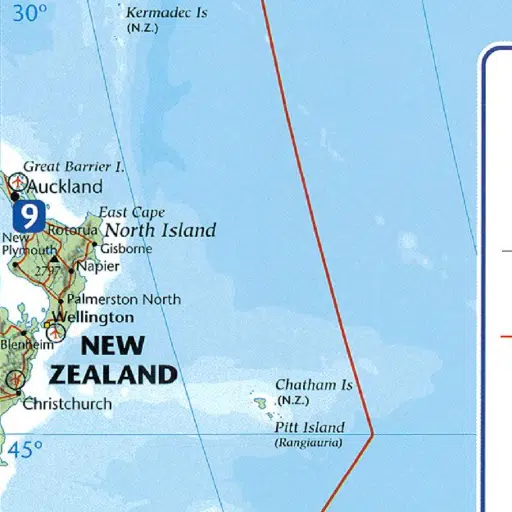 30°
Kermadec Is
(N.Z.)
Great Barrier I.
Auckland
9
East Cape
Rotorua
North Island
New
Plymouth
Gisborne
2797
Napier
Palmerston North
Wellington
Blenheim
NEW
ZEALAND
Chatham Is
(N.Z.)
Christchurch
Pitt Island
(Rangiauria)
45°